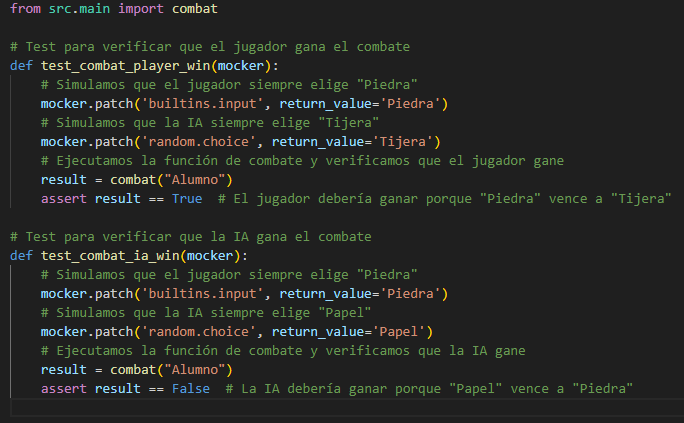 from src.main import combat
# Test para verificar que el jugador gana el combate
def test_combat_player_win(mocker):
# Simulamos que el jugador siempre elige "Piedra"
mocker.patch('builtins.input', return_value='Piedra')
# Simulamos que la IA siempre elige "Tijera"
mocker.patch('random.choice', return_value='Tijera')
# Ejecutamos la función de combate y verificamos que el jugador gane
result = combat("Alumno")
assert result == True  # El jugador debería ganar porque "Piedra" vence a "Tijera"
# Test para verificar que la IA gana el combate
def test_combat_ia_win(mocker):
# Simulamos que el jugador siempre elige "Piedra"
mocker.patch('builtins.input', return_value='Piedra')
# Simulamos que la IA siempre elige "Papel"
mocker.patch('random.choice', return_value='Papel')
# Ejecutamos la función de combate y verificamos que la IA gane
result = combat("Alumno")
assert result == False  # La IA debería ganar porque "Papel" vence a "Piedra"